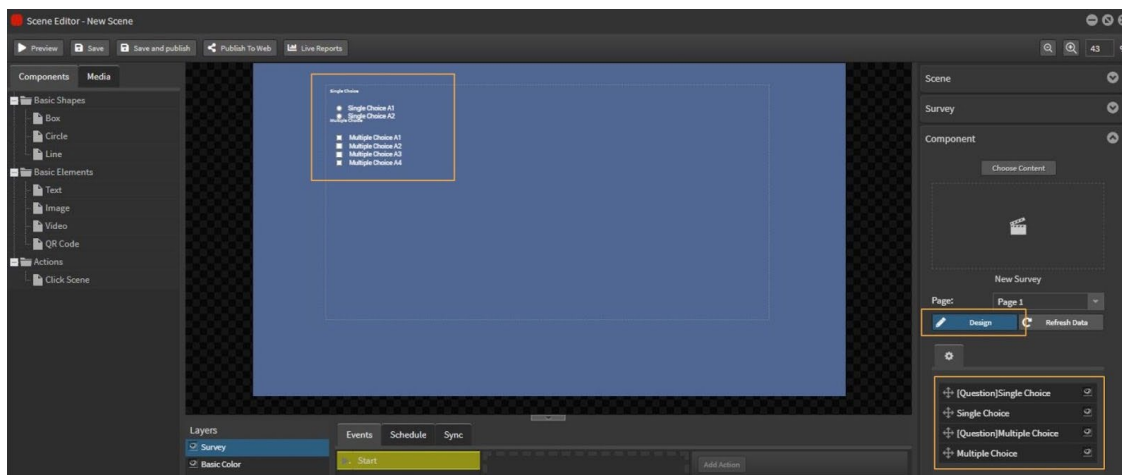 Scene Editor - New Scene
Preview Save Save and publish Publish To Web Live Reports 43
Components Media
Basic Shapes
Box
Circle
Line
Basic Elements
Text
Image
Video
QR Code
Actions
Click Scene
Single Choice
Single Choice A1
Single Choice A2
Multiple Choice
Multiple Choice A1
Multiple Choice A2
Multiple Choice A3
Multiple Choice A4
Scene
Survey
Component
Choose Content
New Survey
Page: Page 1
Design Refresh Data
[Question]Single Choice
Single Choice
[Question]Multiple Choice
Multiple Choice
Layers
Survey
Basic Color
Events Schedule Sync
Start
Add Action